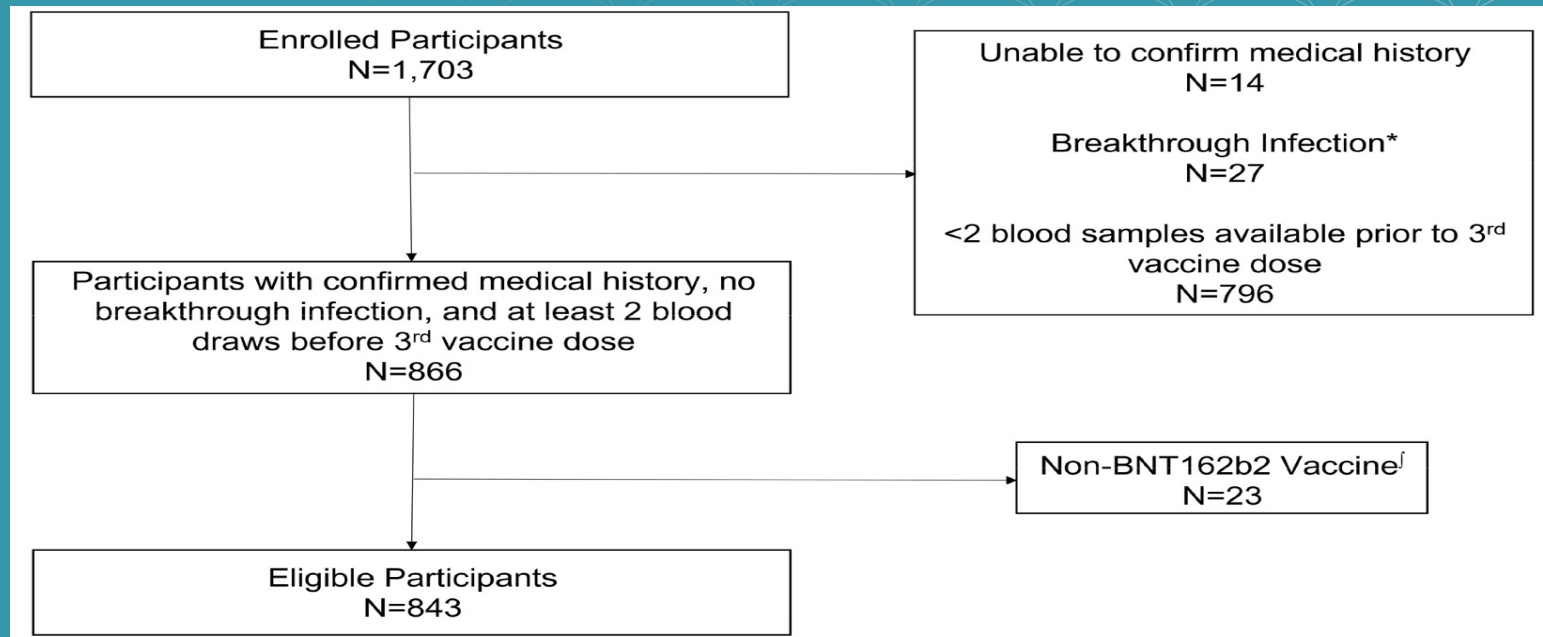 Enrolled Participants
N=1,703
Unable to confirm medical history
N=14
Breakthrough Infection*
N=27
<2 blood samples available prior to 3rd
vaccine dose
N=796
Participants with confirmed medical history, no
breakthrough infection, and at least 2 blood
draws before 3rd vaccine dose
N=866
Non-BNT162b2 Vaccine∫
N=23
Eligible Participants
N=843